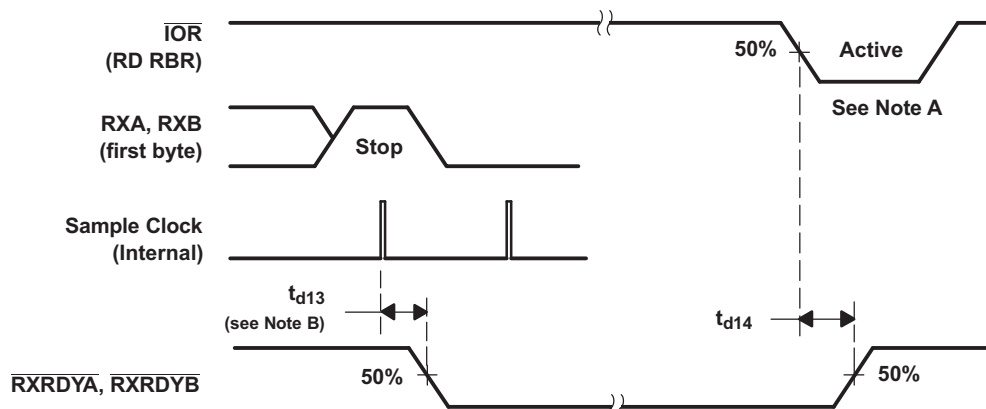 IOR
(RD RBR)
50%
Active
See Note A
RXA, RXB
(first byte)
Stop
Sample Clock
(Internal)
td13
(see Note B)
td14
RXRDYA, RXRDYB
50%
50%